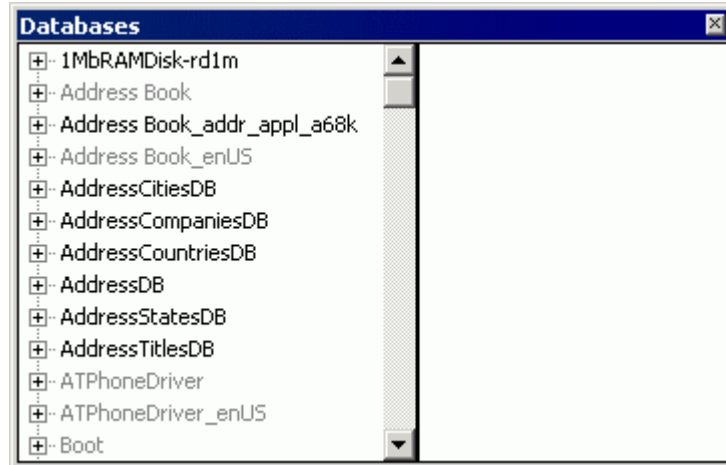 Databases
1MbRAMDisk-rd1m
Address Book
Address Book_addr_appl_a68k
Address Book_enUS
AddressCitiesDB
AddressCompaniesDB
AddressCountriesDB
AddressDB
AddressStatesDB
AddressTitlesDB
ATPhoneDriver
ATPhoneDriver_enUS
Boot